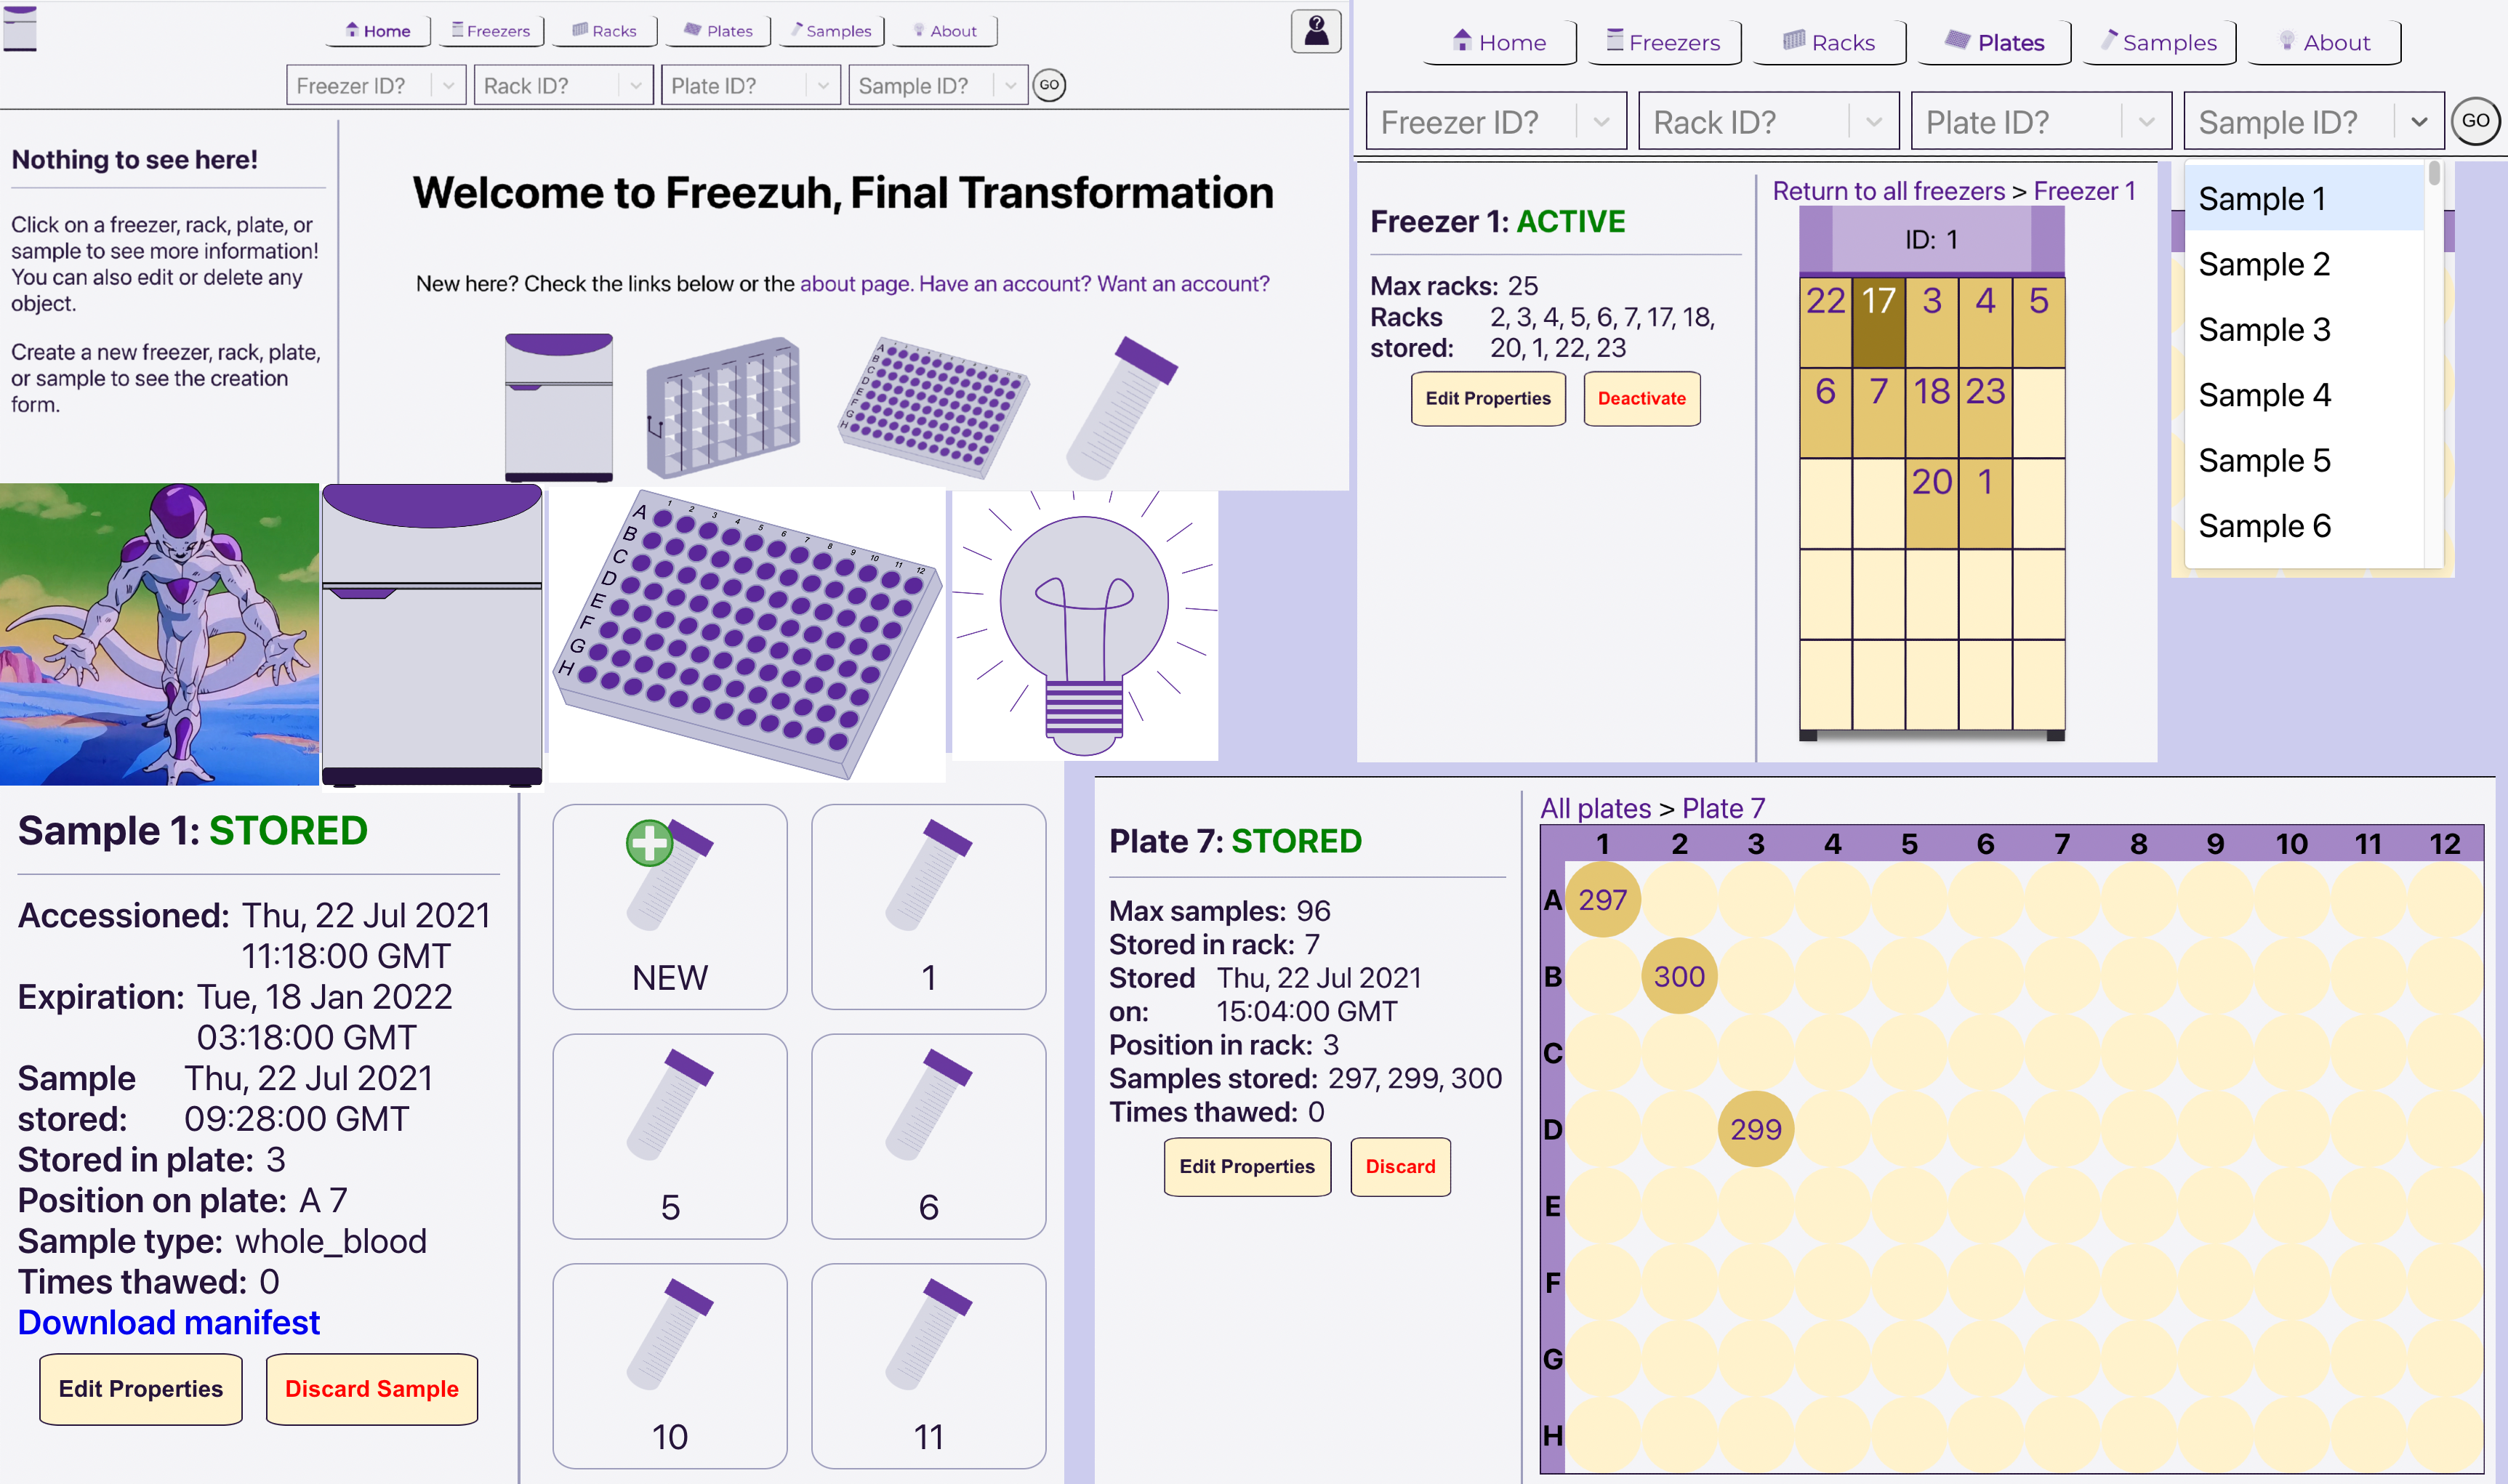 Home Freezers Racks Plates Samples About
Freezer ID? Rack ID? Plate ID? Sample ID? GO
Nothing to see here!
Click on a freezer, rack, plate, or
sample to see more information!
You can also edit or delete any
object.
Create a new freezer, rack, plate,
or sample to see the creation
form.
Welcome to Freezuh, Final Transformation
New here? Check the links below or the about page. Have an account? Want an account?
Home Freezers Racks Plates Samples About
Freezer ID? Rack ID? Plate ID? Sample ID? GO
Freezer 1: ACTIVE
Max racks: 25
Racks stored: 2, 3, 4, 5, 6, 7, 17, 18,
20, 1, 22, 23
Edit Properties Deactivate
Return to all freezers > Freezer 1
ID: 1
22 17 3 4 5
6 7 18 23
20 1
Sample 1
Sample 2
Sample 3
Sample 4
Sample 5
Sample 6
1 2 3 4 5 6 7 8 9 10 11 12
A
B
C
D
E
F
G
H
Sample 1: STORED
Accessioned: Thu, 22 Jul 2021
11:18:00 GMT
Expiration: Tue, 18 Jan 2022
03:18:00 GMT
Sample stored: Thu, 22 Jul 2021
09:28:00 GMT
Stored in plate: 3
Position on plate: A 7
Sample type: whole_blood
Times thawed: 0
Download manifest
Edit Properties Discard Sample
NEW 1
5 6
10 11
Plate 7: STORED
Max samples: 96
Stored in rack: 7
Stored on: Thu, 22 Jul 2021
15:04:00 GMT
Position in rack: 3
Samples stored: 297, 299, 300
Times thawed: 0
Edit Properties Discard
All plates > Plate 7
1 2 3 4 5 6 7 8 9 10 11 12
A 297
B 300
C
D 299
E
F
G
H